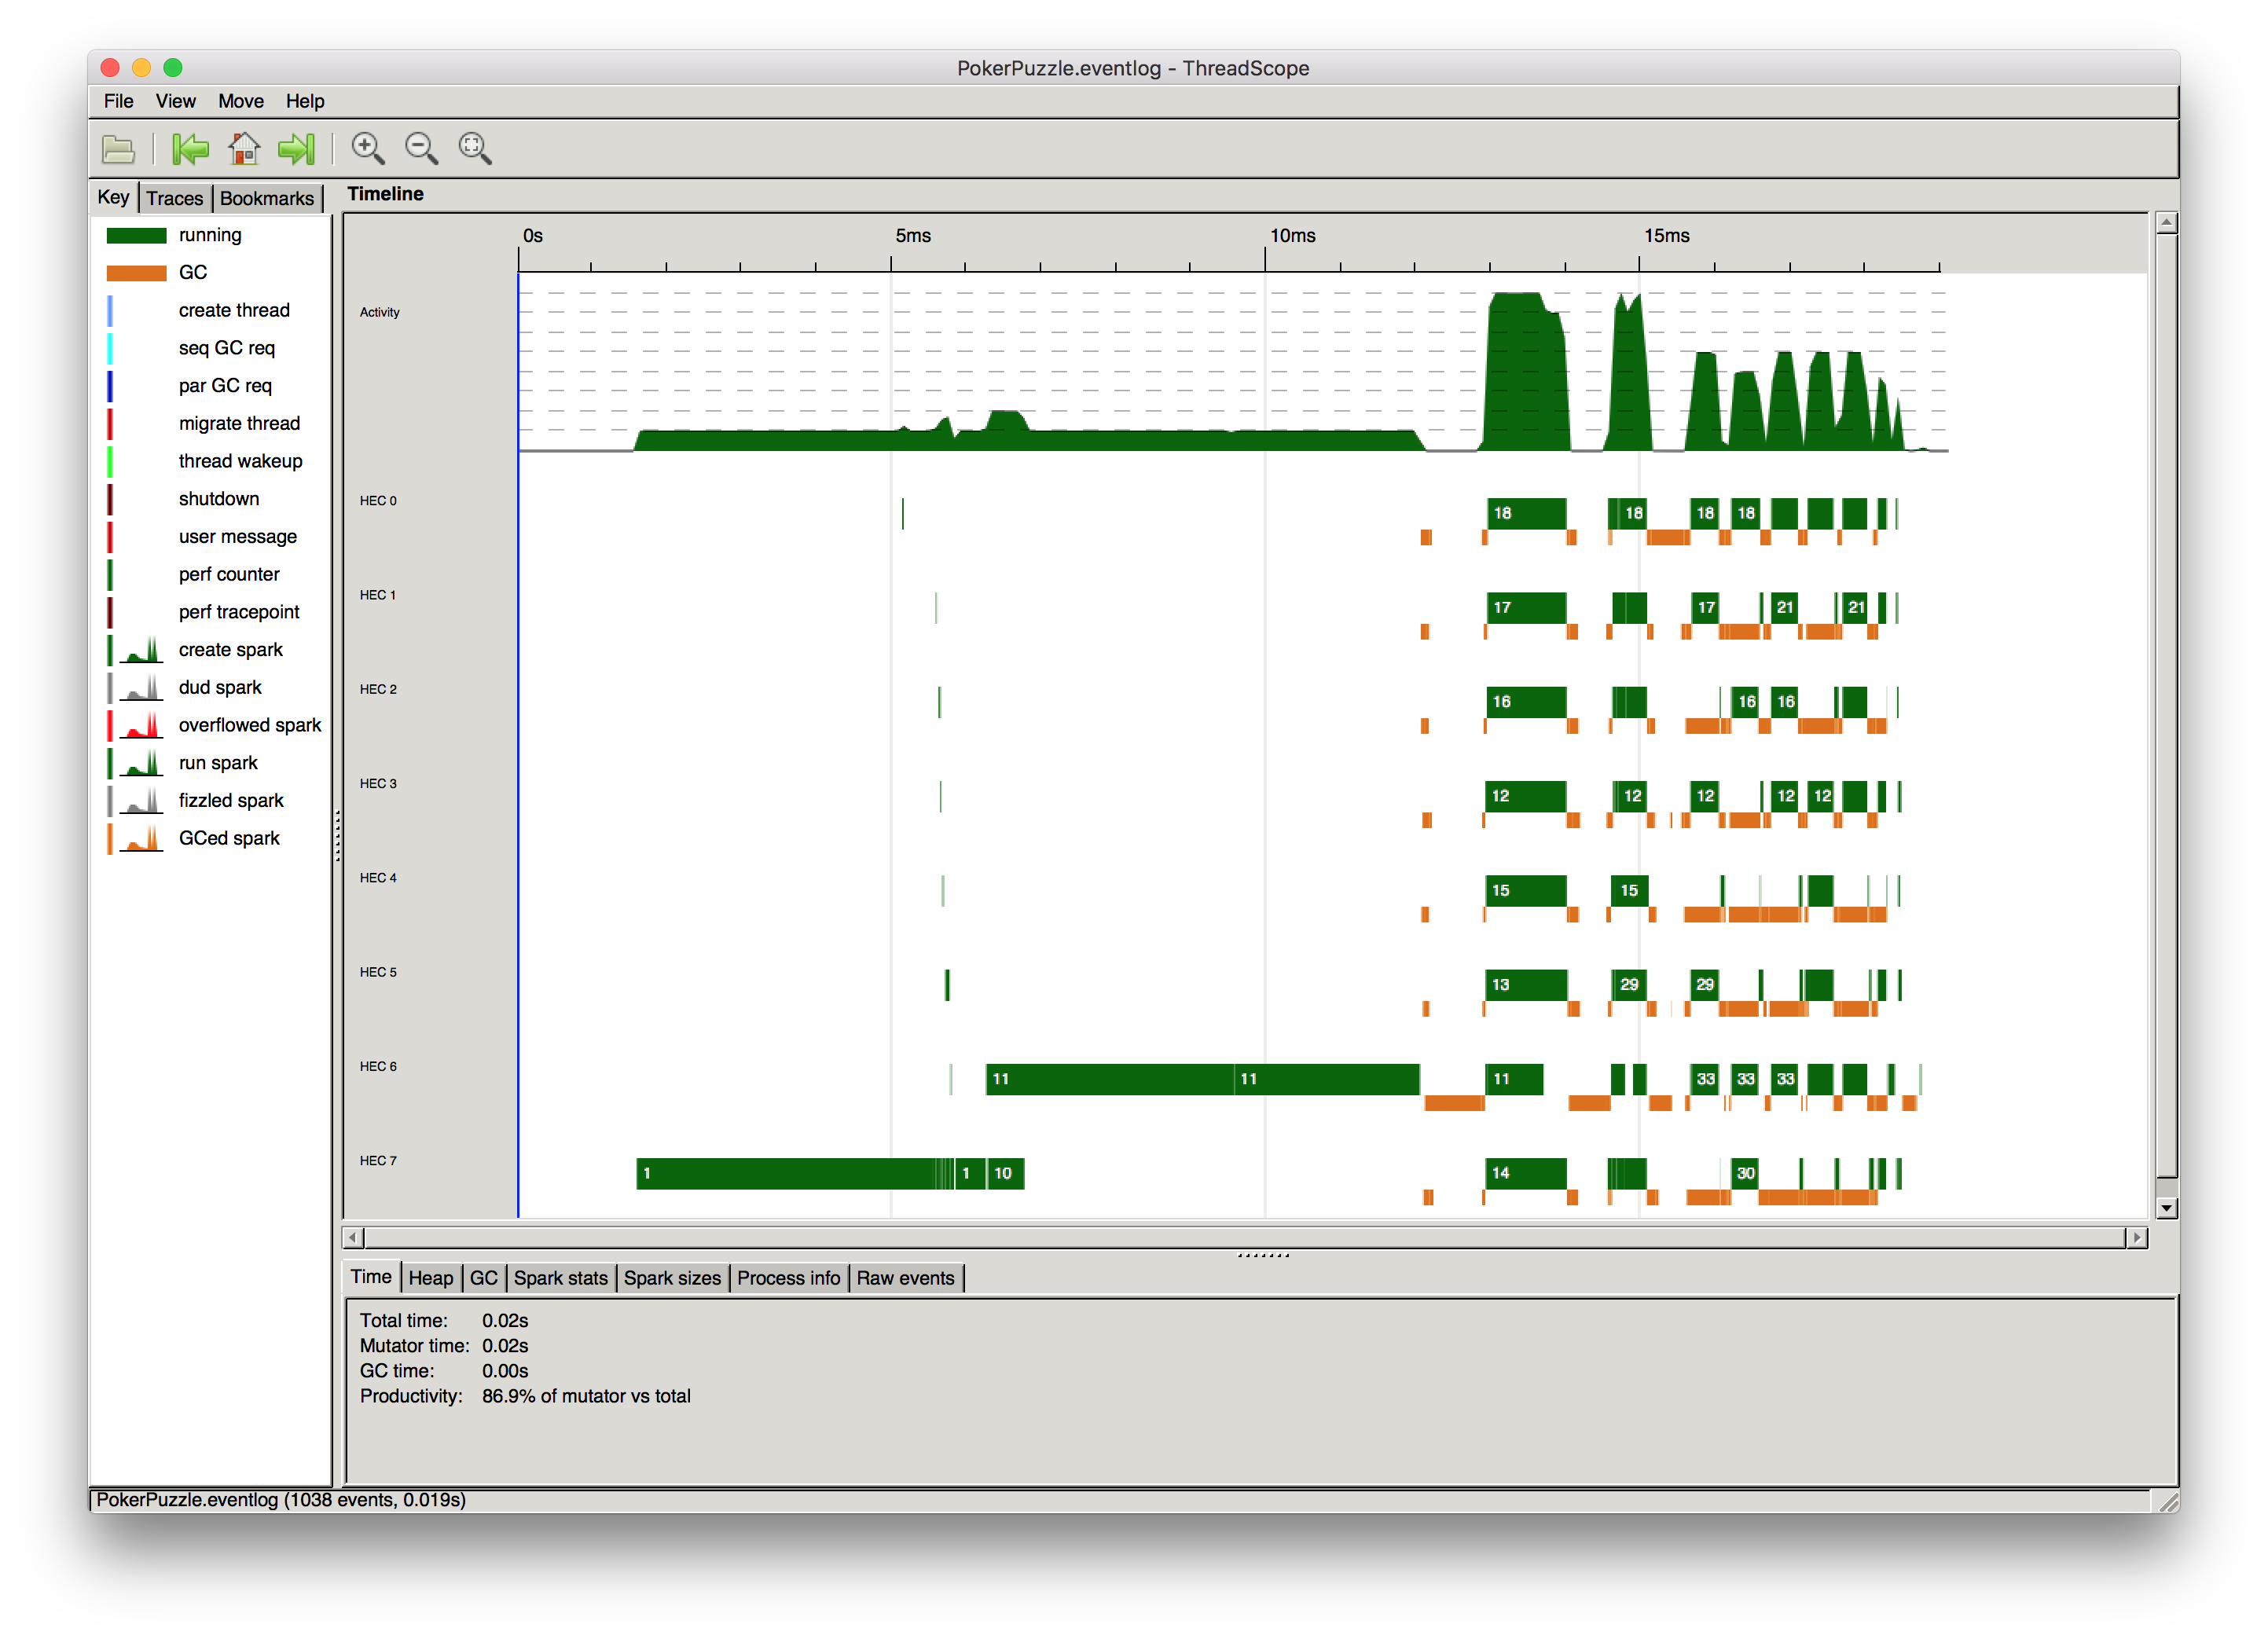 PokerPuzzle.eventlog - ThreadScope
File View Move Help
Key Traces Bookmarks
running
GC
create thread
seq GC req
par GC req
migrate thread
thread wakeup
shutdown
user message
perf counter
perf tracepoint
create spark
dud spark
overflowed spark
run spark
fizzled spark
GCed spark
Timeline
0s 5ms 10ms 15ms
Activity
HEC 0 18 18 18 18
HEC 1 17 17 21 21
HEC 2 16 16 16
HEC 3 12 12 12 12 12
HEC 4 15 15
HEC 5 13 29 29
HEC 6 11 11 11 33 33 33
HEC 7 1 1 10 14 30
Time Heap GC Spark stats Spark sizes Process info Raw events
Total time: 0.02s
Mutator time: 0.02s
GC time: 0.00s
Productivity: 86.9% of mutator vs total
PokerPuzzle.eventlog (1038 events, 0.019s)